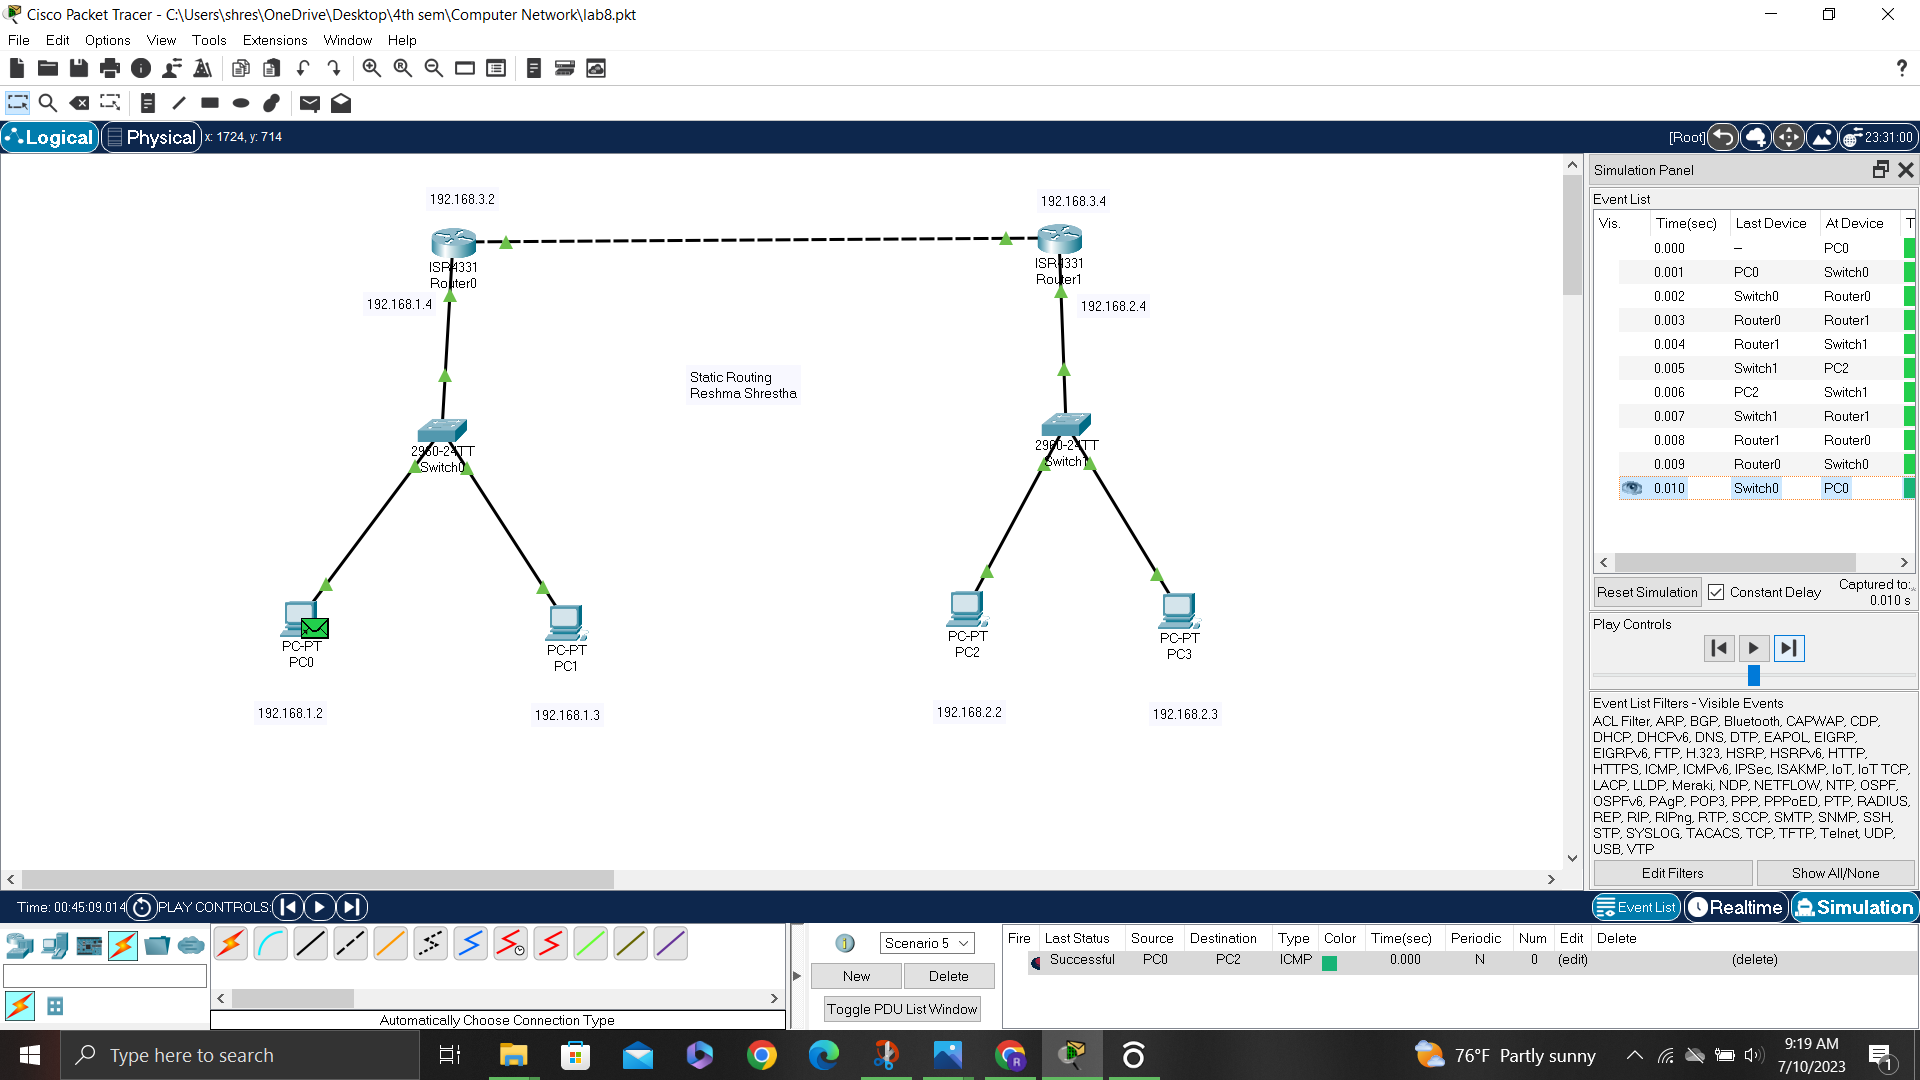 Cisco Packet Tracer - C:\Users\shres\OneDrive\Desktop\4th sem\Computer Network\lab8.pkt
File Edit Options View Tools Extensions Window Help
?
Logical Physical x: 1724, y: 714 [Root] 23:31:00
192.168.3.2
192.168.3.4
ISR4331
Router0
ISR4331
Router1
192.168.1.4
192.168.2.4
Static Routing
Reshma Shrestha
2960-24TT
Switch0
2960-24TT
Switch1
PC-PT
PC0
PC-PT
PC1
PC-PT
PC2
PC-PT
PC3
192.168.1.2
192.168.1.3
192.168.2.2
192.168.2.3
Simulation Panel
Event List
Vis. Time(sec) Last Device At Device T
0.000 -- PC0
0.001 PC0 Switch0
0.002 Switch0 Router0
0.003 Router0 Router1
0.004 Router1 Switch1
0.005 Switch1 PC2
0.006 PC2 Switch1
0.007 Switch1 Router1
0.008 Router1 Router0
0.009 Router0 Switch0
0.010 Switch0 PC0
Reset Simulation Constant Delay Captured to:
0.010 s
Play Controls
Event List Filters - Visible Events
ACL Filter, ARP, BGP, Bluetooth, CAPWAP, CDP,
DHCP, DHCPv6, DNS, DTP, EAPOL, EIGRP,
EIGRPv6, FTP, H.323, HSRP, HSRPv6, HTTP,
HTTPS, ICMP, ICMPv6, IPSec, ISAKMP, IoT, IoT TCP,
LACP, LLDP, Meraki, NDP, NETFLOW, NTP, OSPF,
OSPFv6, PAgP, POP3, PPP, PPPoED, PTP, RADIUS,
REP, RIP, RIPng, RTP, SCCP, SMTP, SNMP, SSH,
STP, SYSLOG, TACACS, TCP, TFTP, Telnet, UDP,
USB, VTP
Edit Filters Show All/None
Time: 00:45:09.014 PLAY CONTROLS: Event List Realtime Simulation
Automatically Choose Connection Type
1 Scenario 5
New Delete
Toggle PDU List Window
Fire Last Status Source Destination Type Color Time(sec) Periodic Num Edit Delete
Successful PC0 PC2 ICMP 0.000 N 0 (edit) (delete)
Type here to search
R
76°F Partly sunny
9:19 AM
7/10/2023
1